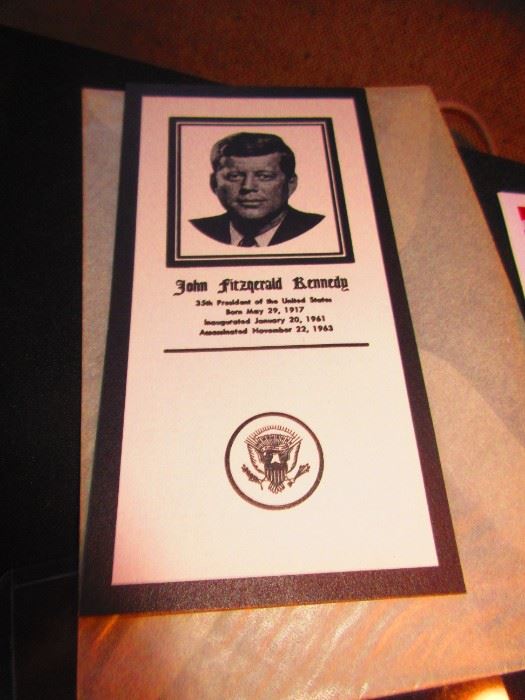 John Fitzgerald Kennedy
35th President of the United States
Born May 29, 1917
Inaugurated January 20, 1961
Assassinated November 22, 1963